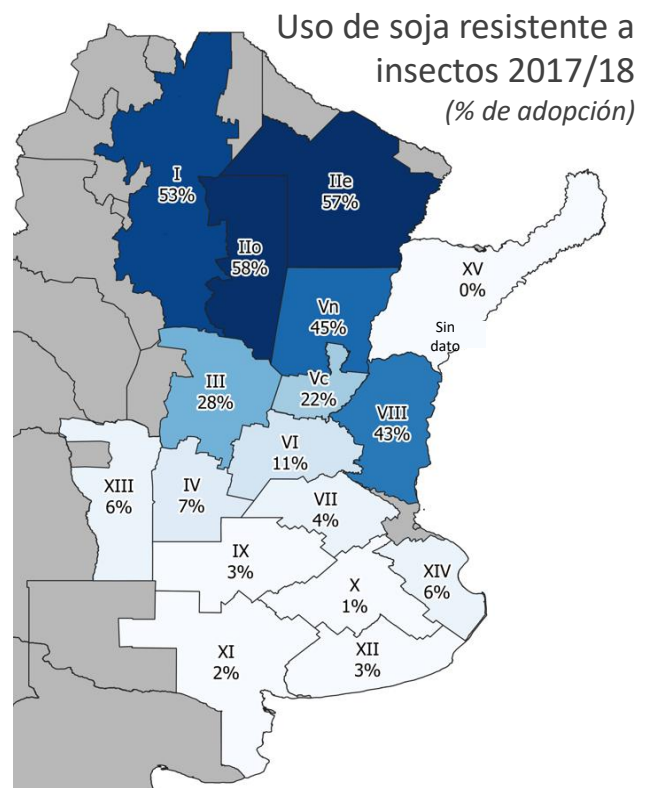 Uso de soja resistente a
insectos 2017/18
(% de adopción)
I
53%
IIe
57%
IIo
58%
XV
0%
Sin
dato
Vn
45%
III
28%
Vc
22%
VIII
43%
VI
11%
XIII
6%
IV
7%
VII
4%
IX
3%
XIV
6%
X
1%
XI
2%
XII
3%